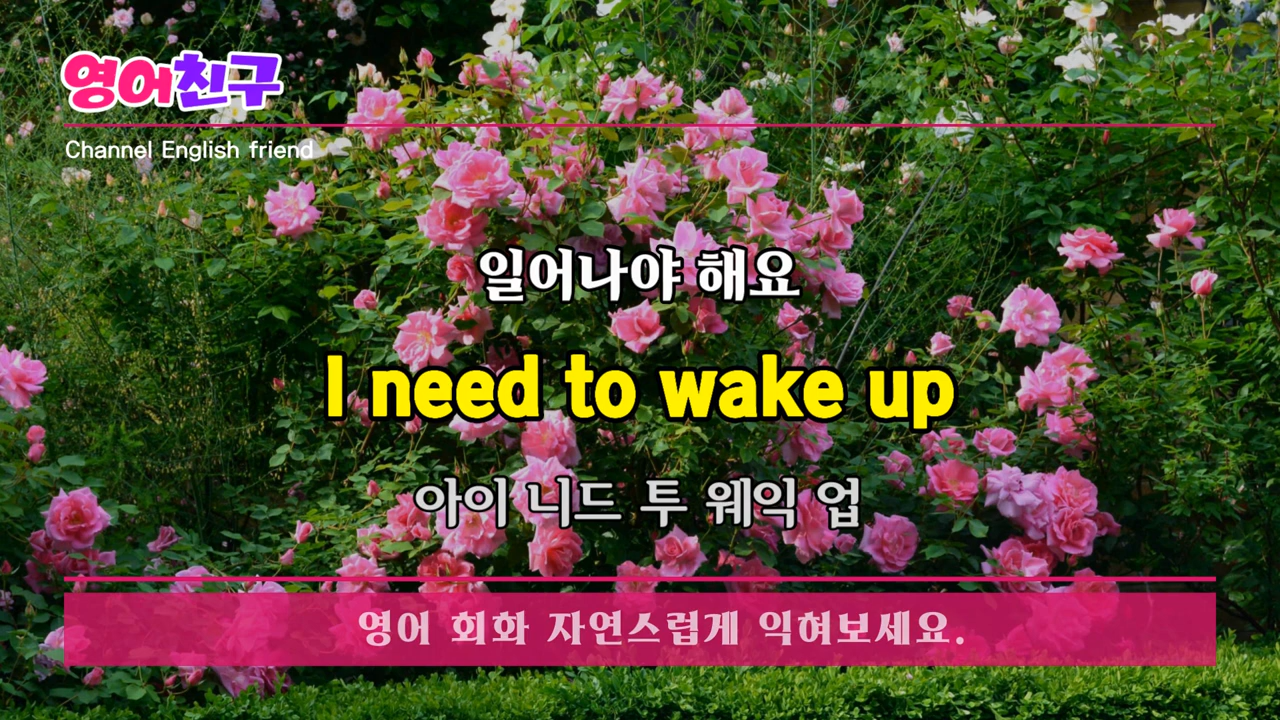 영어친구
Channel English friend
일어나야 해요
I need to wake up
아이 니드 투 웨익 업
영어 회화 자연스럽게 익혀보세요.